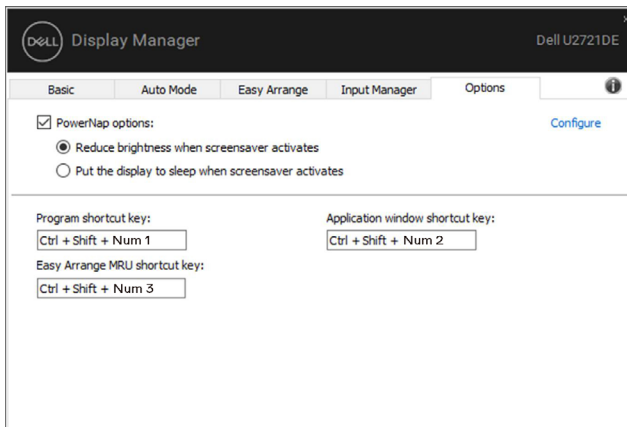 DELL Display Manager Dell U2721DE
Basic Auto Mode Easy Arrange Input Manager Options
PowerNap options: Configure
Reduce brightness when screensaver activates
Put the display to sleep when screensaver activates
Program shortcut key: Application window shortcut key:
Ctrl + Shift + Num 1 Ctrl + Shift + Num 2
Easy Arrange MRU shortcut key:
Ctrl + Shift + Num 3